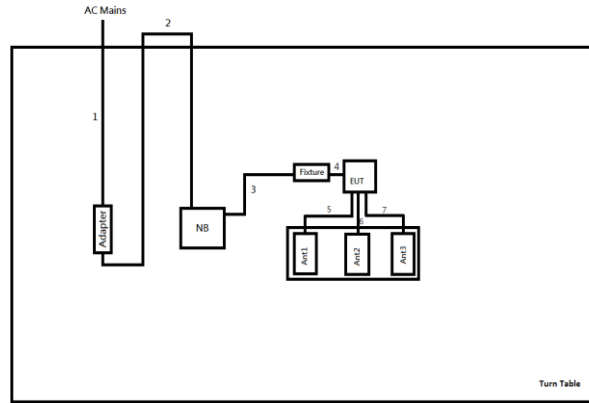 AC Mains
2
1
Adapter
NB
3
Fixture
4
EUT
5
6
7
Ant1
Ant2
Ant3
Turn Table